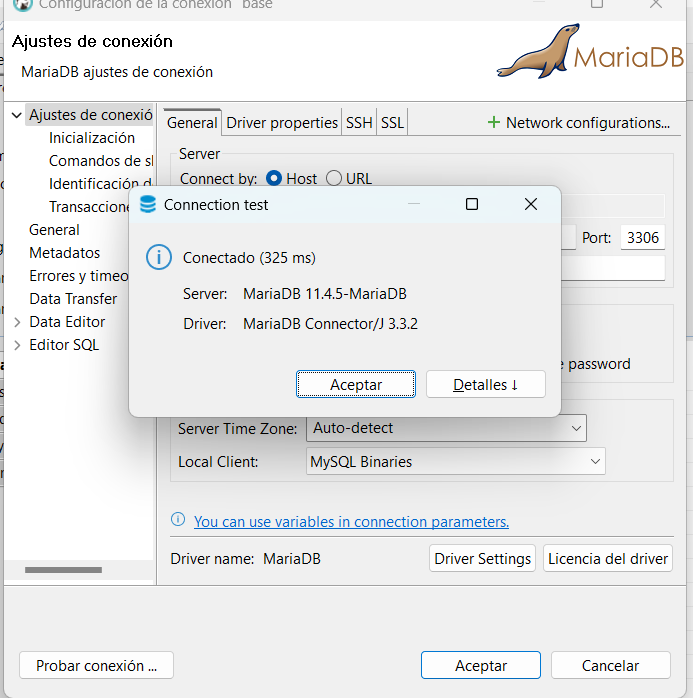 Configuración de la conexión "base"
Ajustes de conexión
MariaDB ajustes de conexión
MariaDB
Ajustes de conexió
Inicialización
Comandos de sl
Identificación d
Transaccione
General
Metadatos
Errores y timeo
Data Transfer
Data Editor
Editor SQL
General
Driver properties
SSH
SSL
Network configurations...
Server
Connect by: Host URL
Port: 3306
Connection test
Conectado (325 ms)
Server: MariaDB 11.4.5-MariaDB
Driver: MariaDB Connector/J 3.3.2
Aceptar
Detalles ↓
e password
Server Time Zone: Auto-detect
Local Client: MySQL Binaries
You can use variables in connection parameters.
Driver name: MariaDB
Driver Settings
Licencia del driver
Probar conexión ...
Aceptar
Cancelar